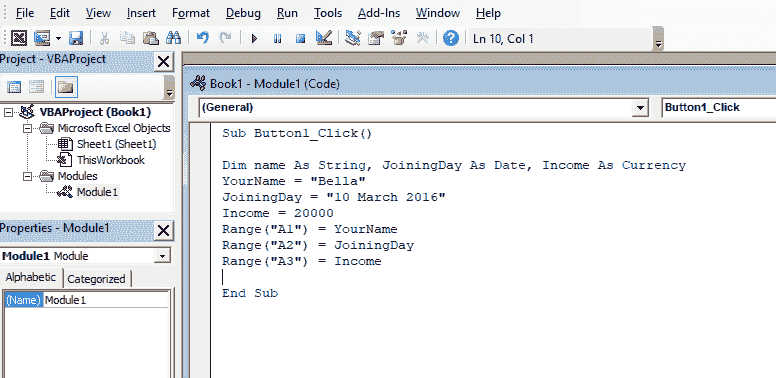 File Edit View Insert Format Debug Run Tools Add-Ins Window Help
Ln 10, Col 1
Project - VBAProject
VBAProject (Book1)
Microsoft Excel Objects
Sheet1 (Sheet1)
ThisWorkbook
Modules
Module1
Properties - Module1
Module1 Module
Alphabetic Categorized
(Name) Module1
Book1 - Module1 (Code)
(General) Button1_Click
Sub Button1_Click()
Dim name As String, JoiningDay As Date, Income As Currency
YourName = "Bella"
JoiningDay = "10 March 2016"
Income = 20000
Range("A1") = YourName
Range("A2") = JoiningDay
Range("A3") = Income
End Sub